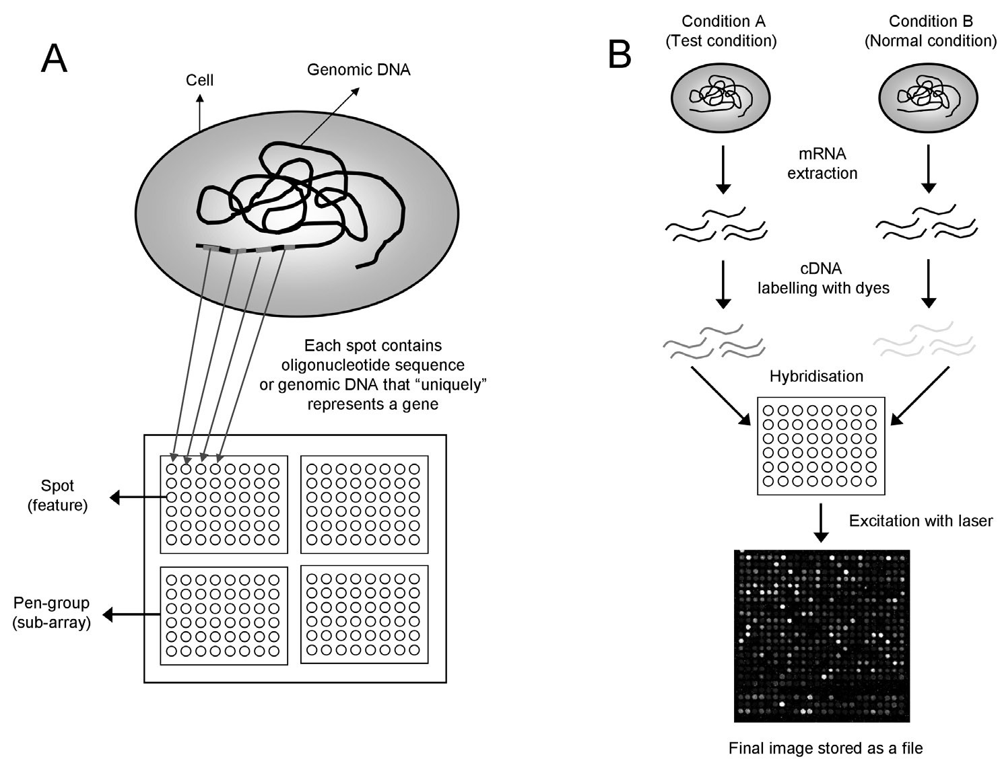 A
Cell
Genomic DNA
Each spot contains
oligonucleotide sequence
or genomic DNA that “uniquely”
represents a gene
Spot
(feature)
Pen-group
(sub-array)
B
Condition A
(Test condition)
Condition B
(Normal condition)
mRNA
extraction
cDNA
labelling with dyes
Hybridisation
Excitation with laser
Final image stored as a file